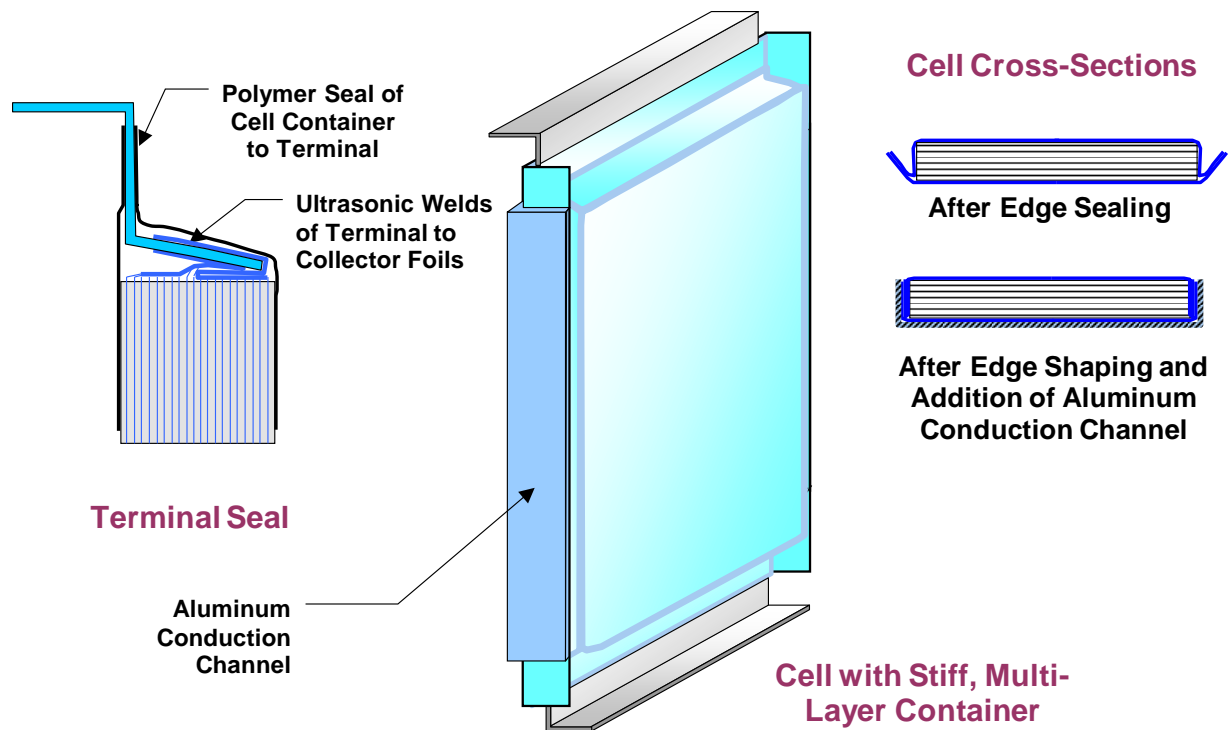 Polymer Seal of
Cell Container
to Terminal
Ultrasonic Welds
of Terminal to
Collector Foils
Terminal Seal
Aluminum
Conduction
Channel
Cell Cross-Sections
After Edge Sealing
After Edge Shaping and
Addition of Aluminum
Conduction Channel
Cell with Stiff, Multi-
Layer Container